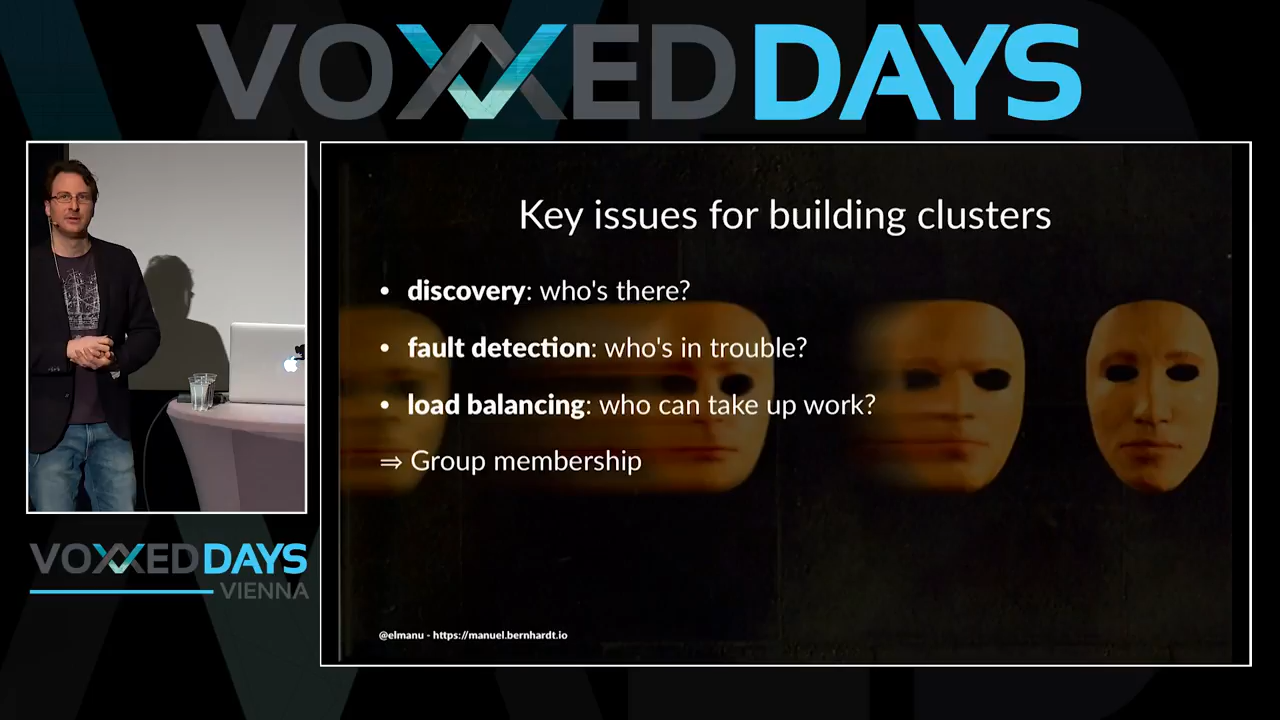 VOXXED DAYS
Key issues for building clusters
• discovery: who's there?
• fault detection: who's in trouble?
• load balancing: who can take up work?
⇒ Group membership
@elmanu - https://manuel.bernhardt.io
VOXXED DAYS
VIENNA